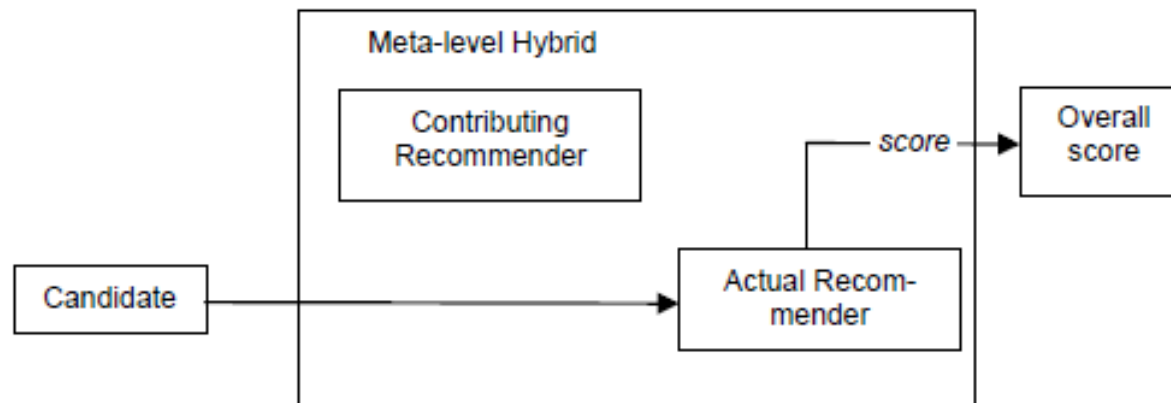 Meta-level Hybrid
Contributing
Recommender
score
Overall
score
Candidate
Actual Recom-
mender